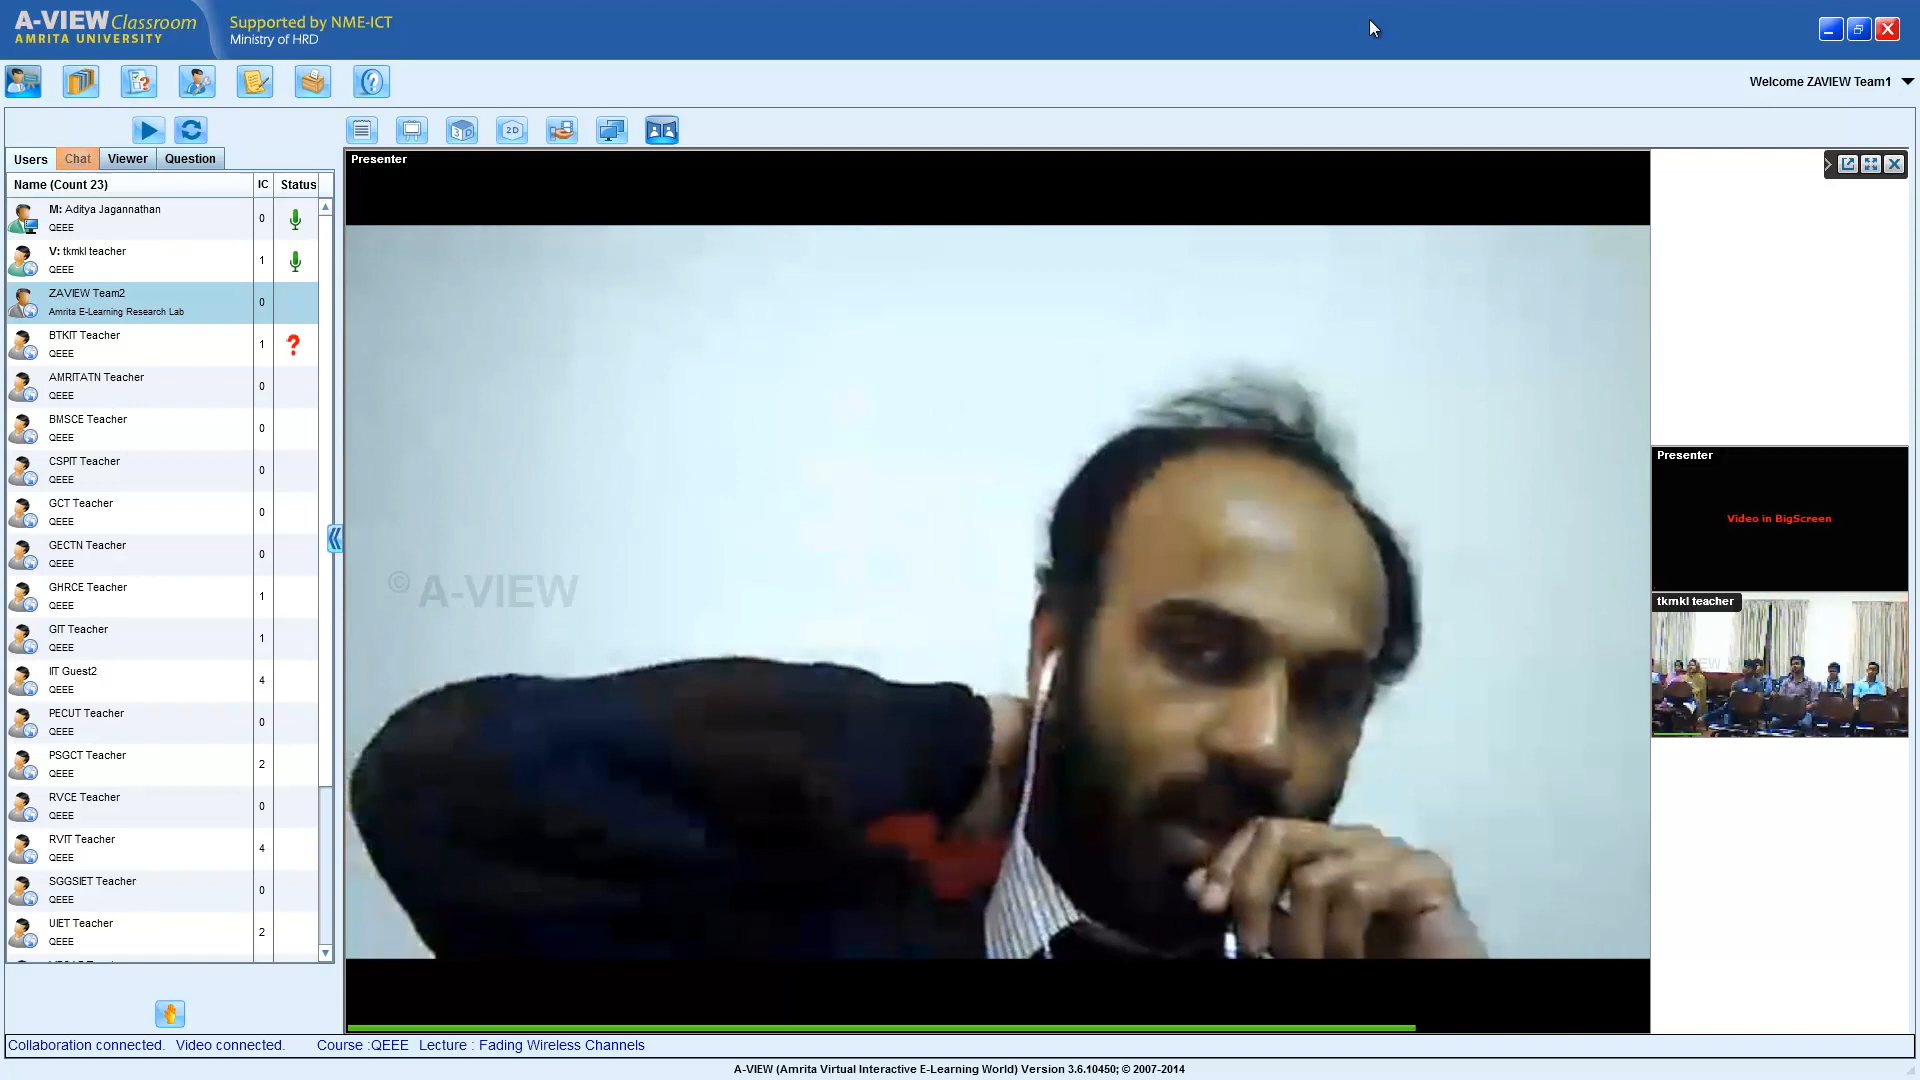 A-VIEW Classroom
AMRITA UNIVERSITY
Supported by NME-ICT
Ministry of HRD
Welcome ZAVIEW Team1
3D
2D
Users
Chat
Viewer
Question
Name (Count 23)
IC
Status
M: Aditya Jagannathan
QEEE
0
V: tkmkl teacher
QEEE
1
ZAVIEW Team2
Amrita E-Learning Research Lab
0
BTKIT Teacher
QEEE
1
?
AMRITATN Teacher
QEEE
0
BMSCE Teacher
QEEE
0
CSPIT Teacher
QEEE
0
GCT Teacher
QEEE
0
GECTN Teacher
QEEE
0
GHRCE Teacher
QEEE
1
GIT Teacher
QEEE
1
IIT Guest2
QEEE
4
PECUT Teacher
QEEE
0
PSGCT Teacher
QEEE
2
RVCE Teacher
QEEE
0
RVIT Teacher
QEEE
4
SGGSIET Teacher
QEEE
0
UIET Teacher
QEEE
2
Presenter
© A-VIEW
Presenter
Video in BigScreen
tkmkl teacher
Collaboration connected. Video connected. Course :QEEE Lecture : Fading Wireless Channels
A-VIEW (Amrita Virtual Interactive E-Learning World) Version 3.6.10450; © 2007-2014